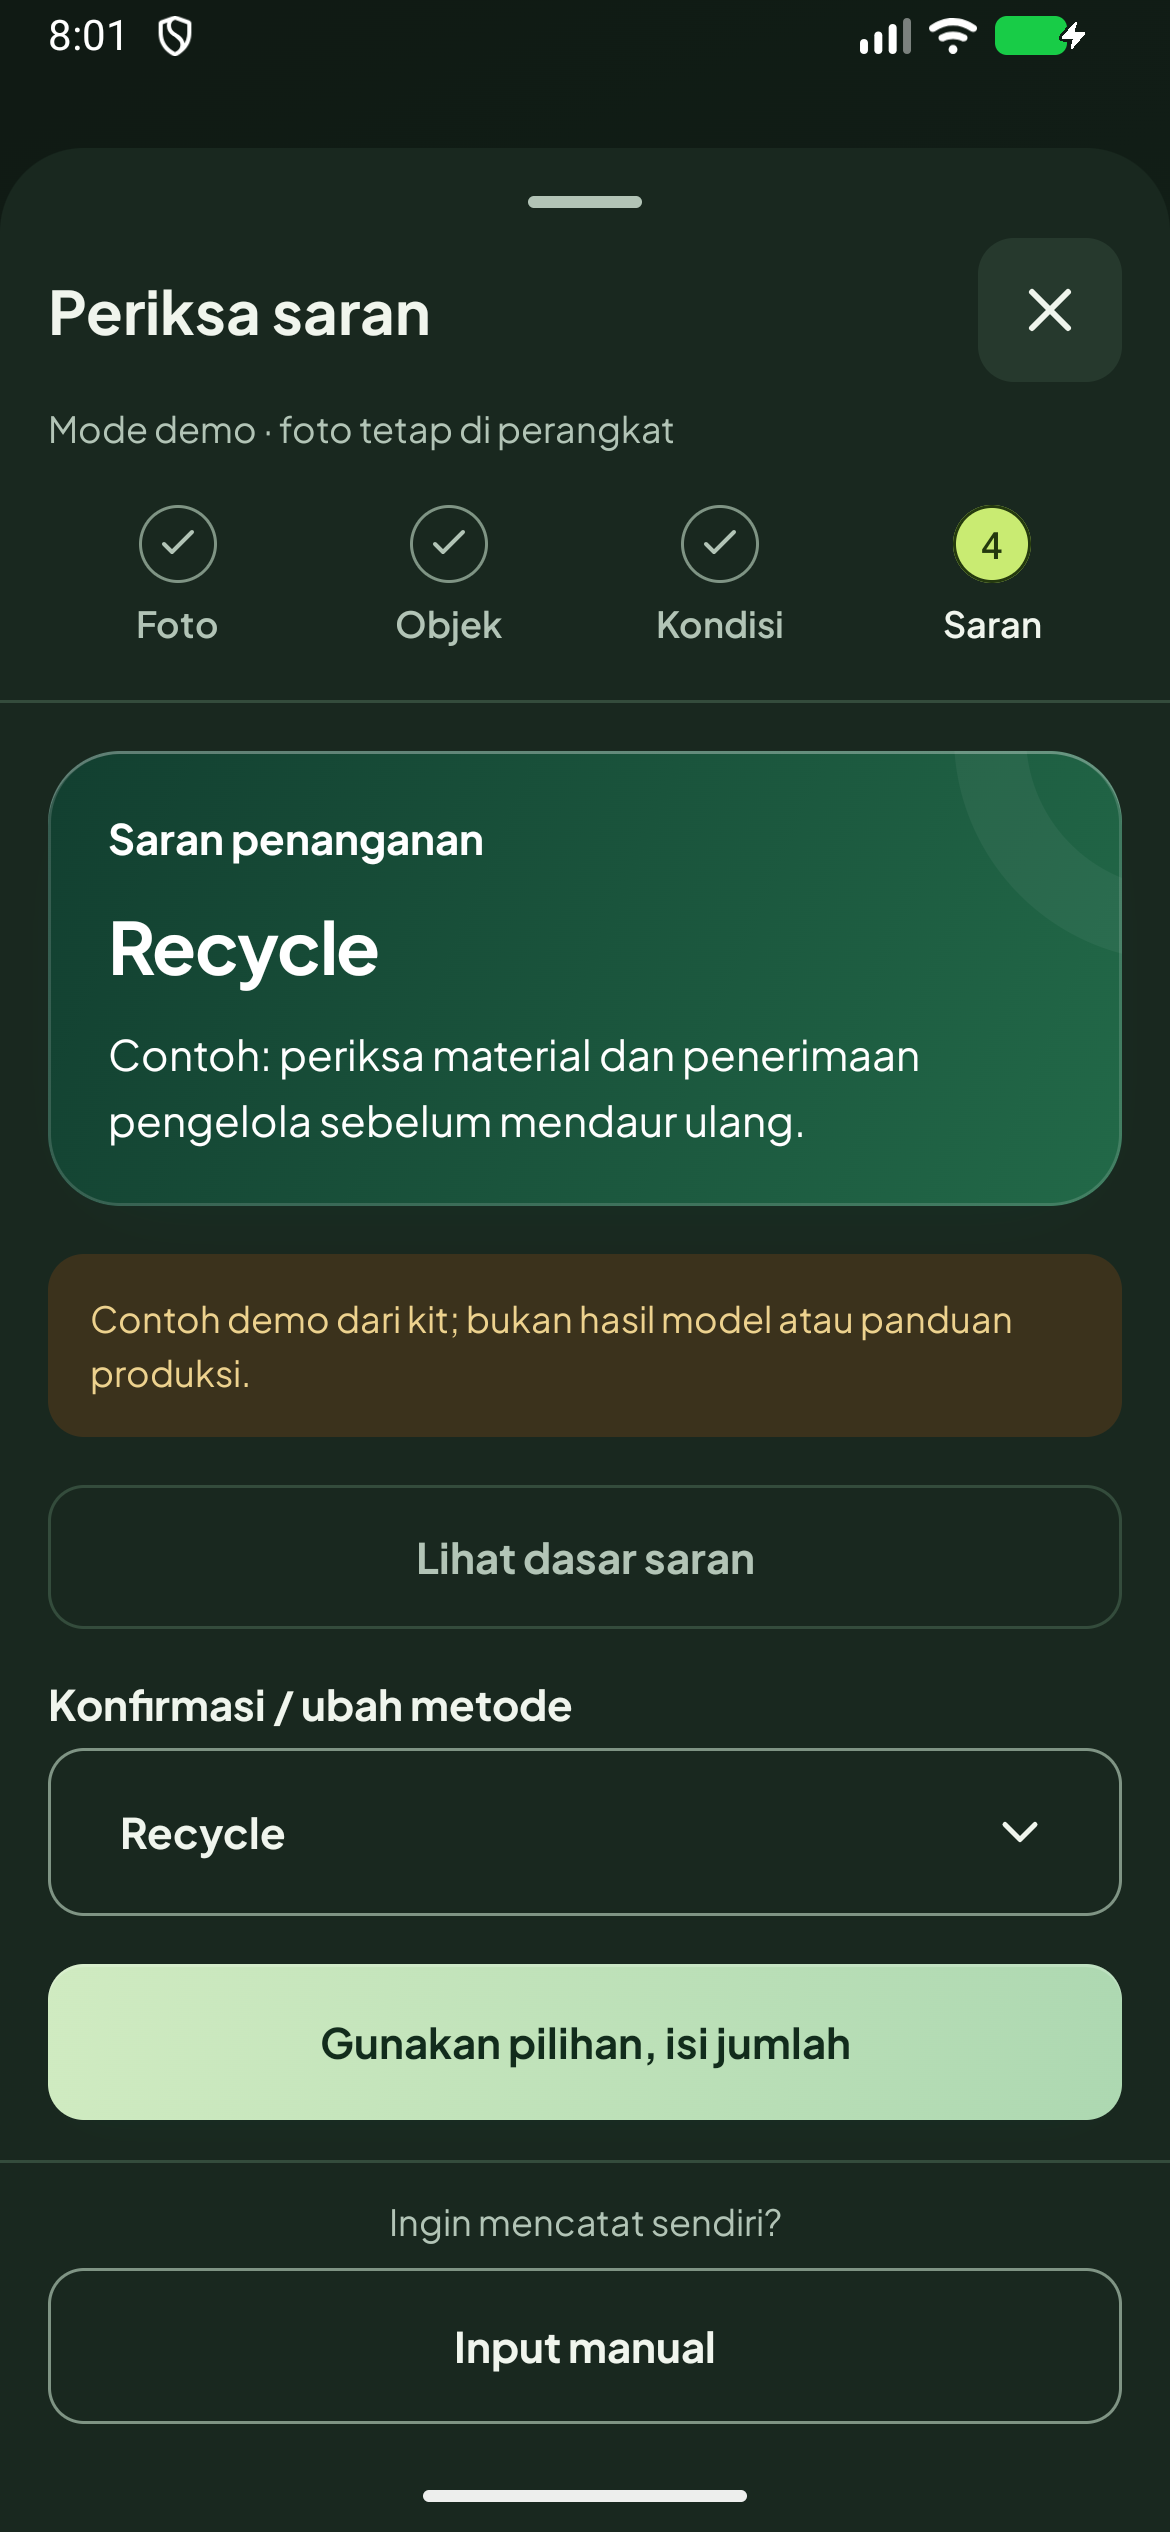 8:01
Periksa saran
Mode demo · foto tetap di perangkat
4
Foto
Objek
Kondisi
Saran
Saran penanganan
Recycle
Contoh: periksa material dan penerimaan
pengelola sebelum mendaur ulang.
Contoh demo dari kit; bukan hasil model atau panduan
produksi.
Lihat dasar saran
Konfirmasi / ubah metode
Recycle
Gunakan pilihan, isi jumlah
Ingin mencatat sendiri?
Input manual